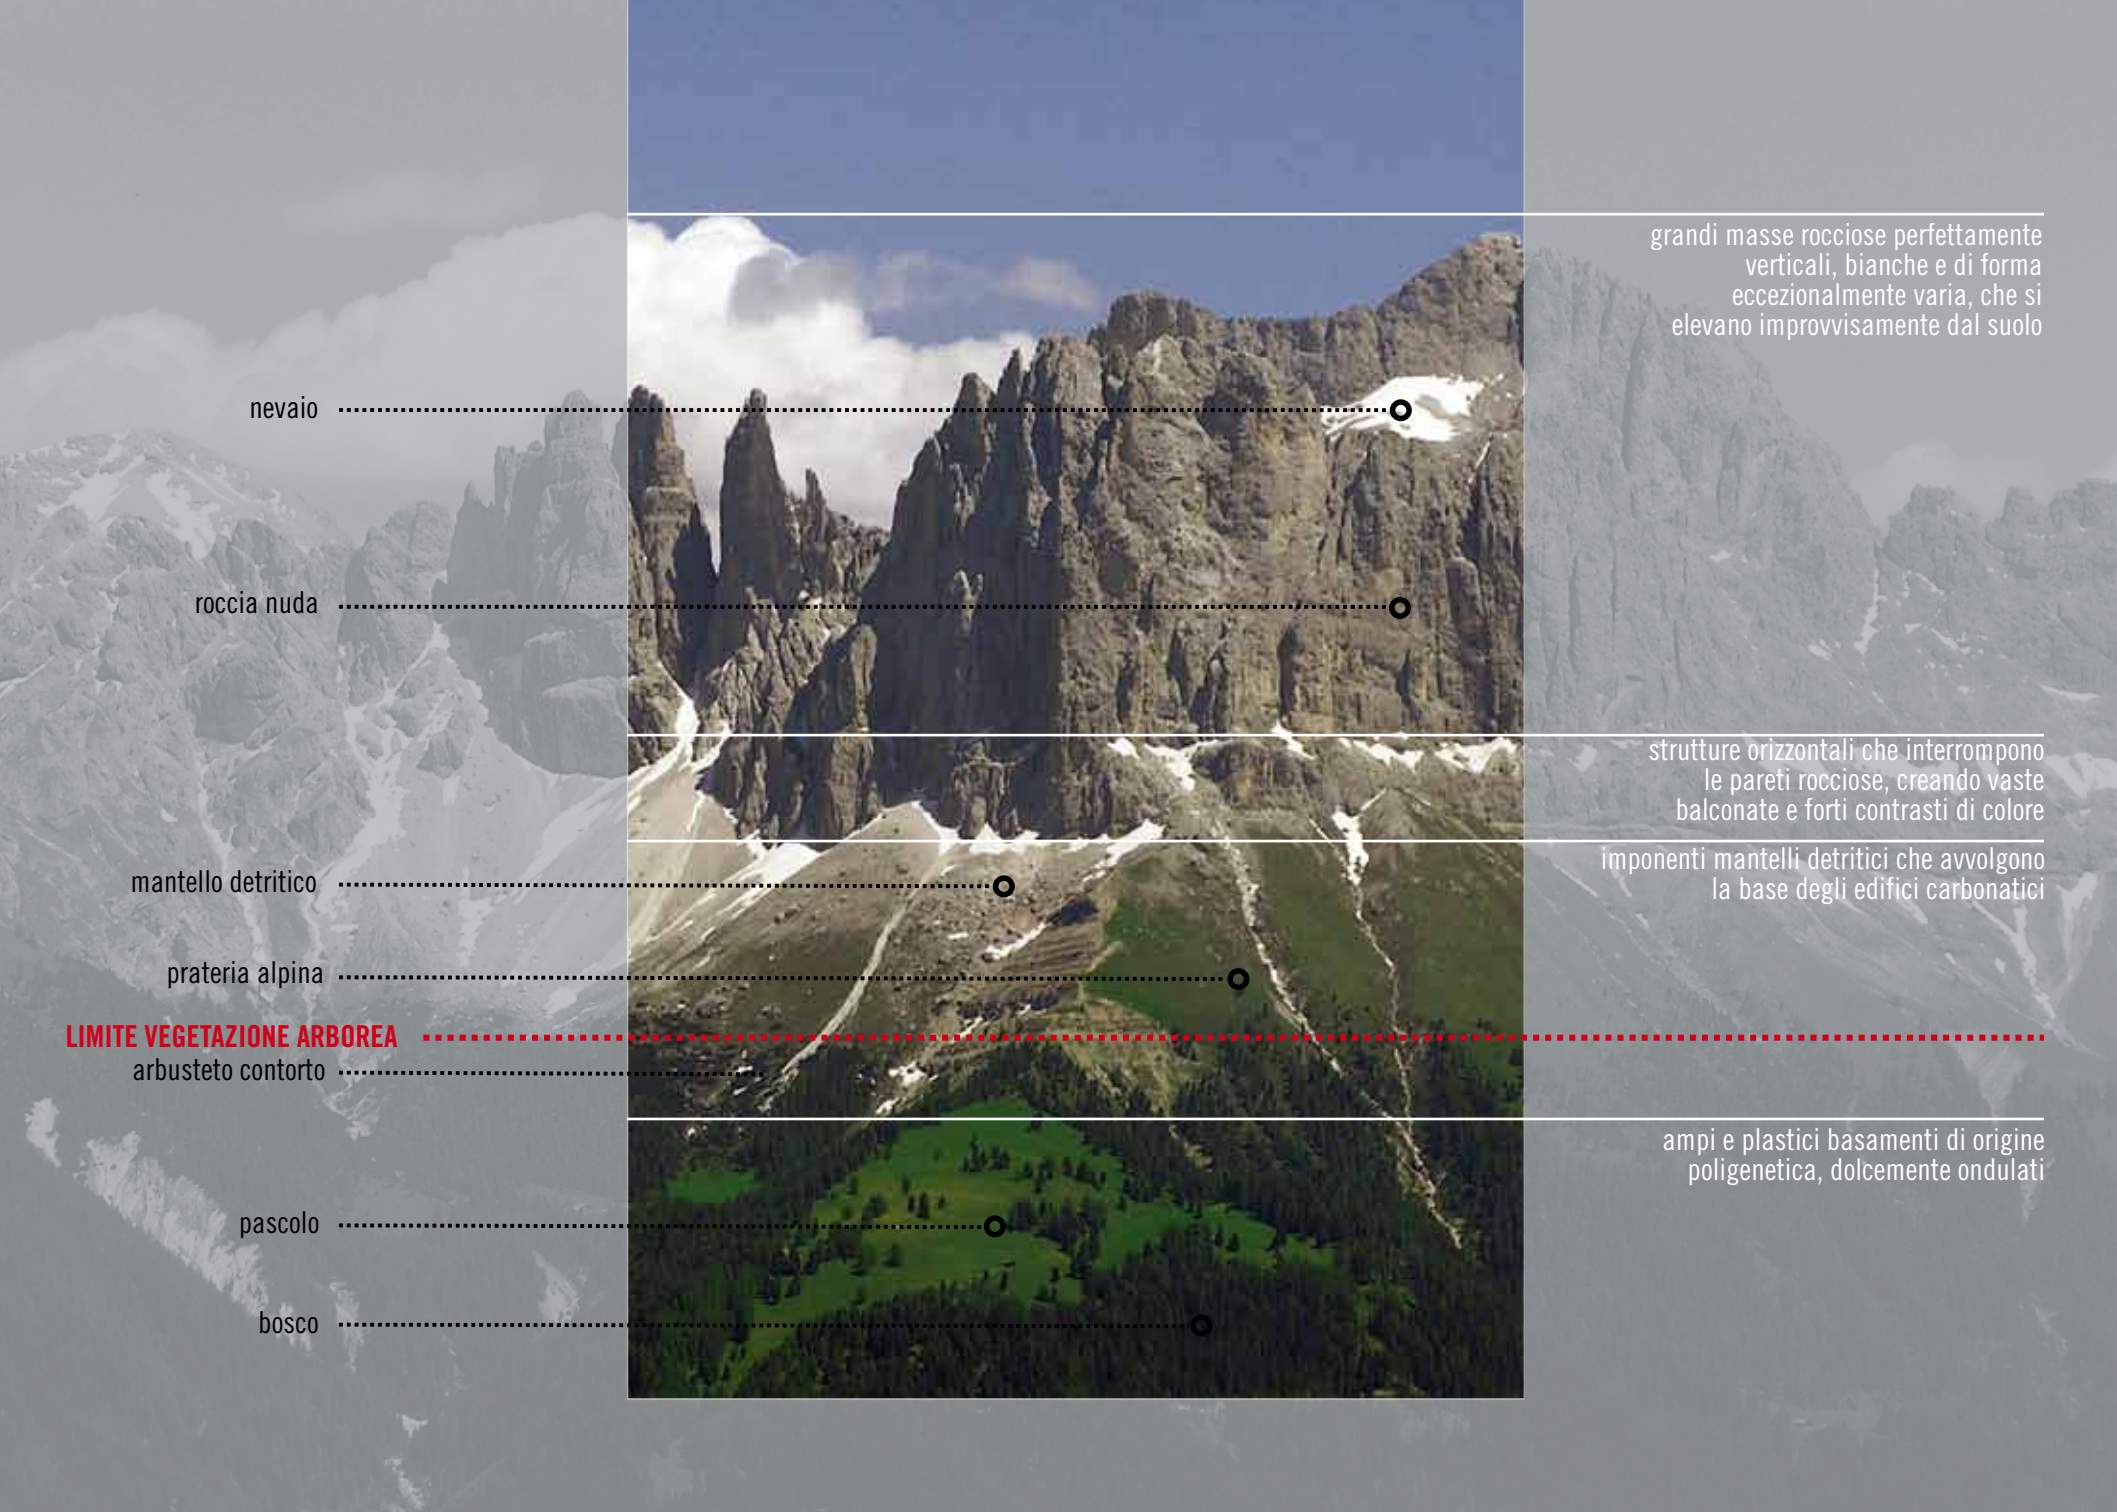 grandi masse rocciose perfettamente
verticali, bianche e di forma
eccezionalmente varia, che si
elevano improvvisamente dal suolo
nevaio
roccia nuda
strutture orizzontali che interrompono
le pareti rocciose, creando vaste
balconate e forti contrasti di colore
imponenti mantelli detritici che avvolgono
la base degli edifici carbonatici
mantello detritico
prateria alpina
LIMITE VEGETAZIONE ARBOREA
arbusteto contorto
ampi e plastici basamenti di origine
poligenetica, dolcemente ondulati
pascolo
bosco